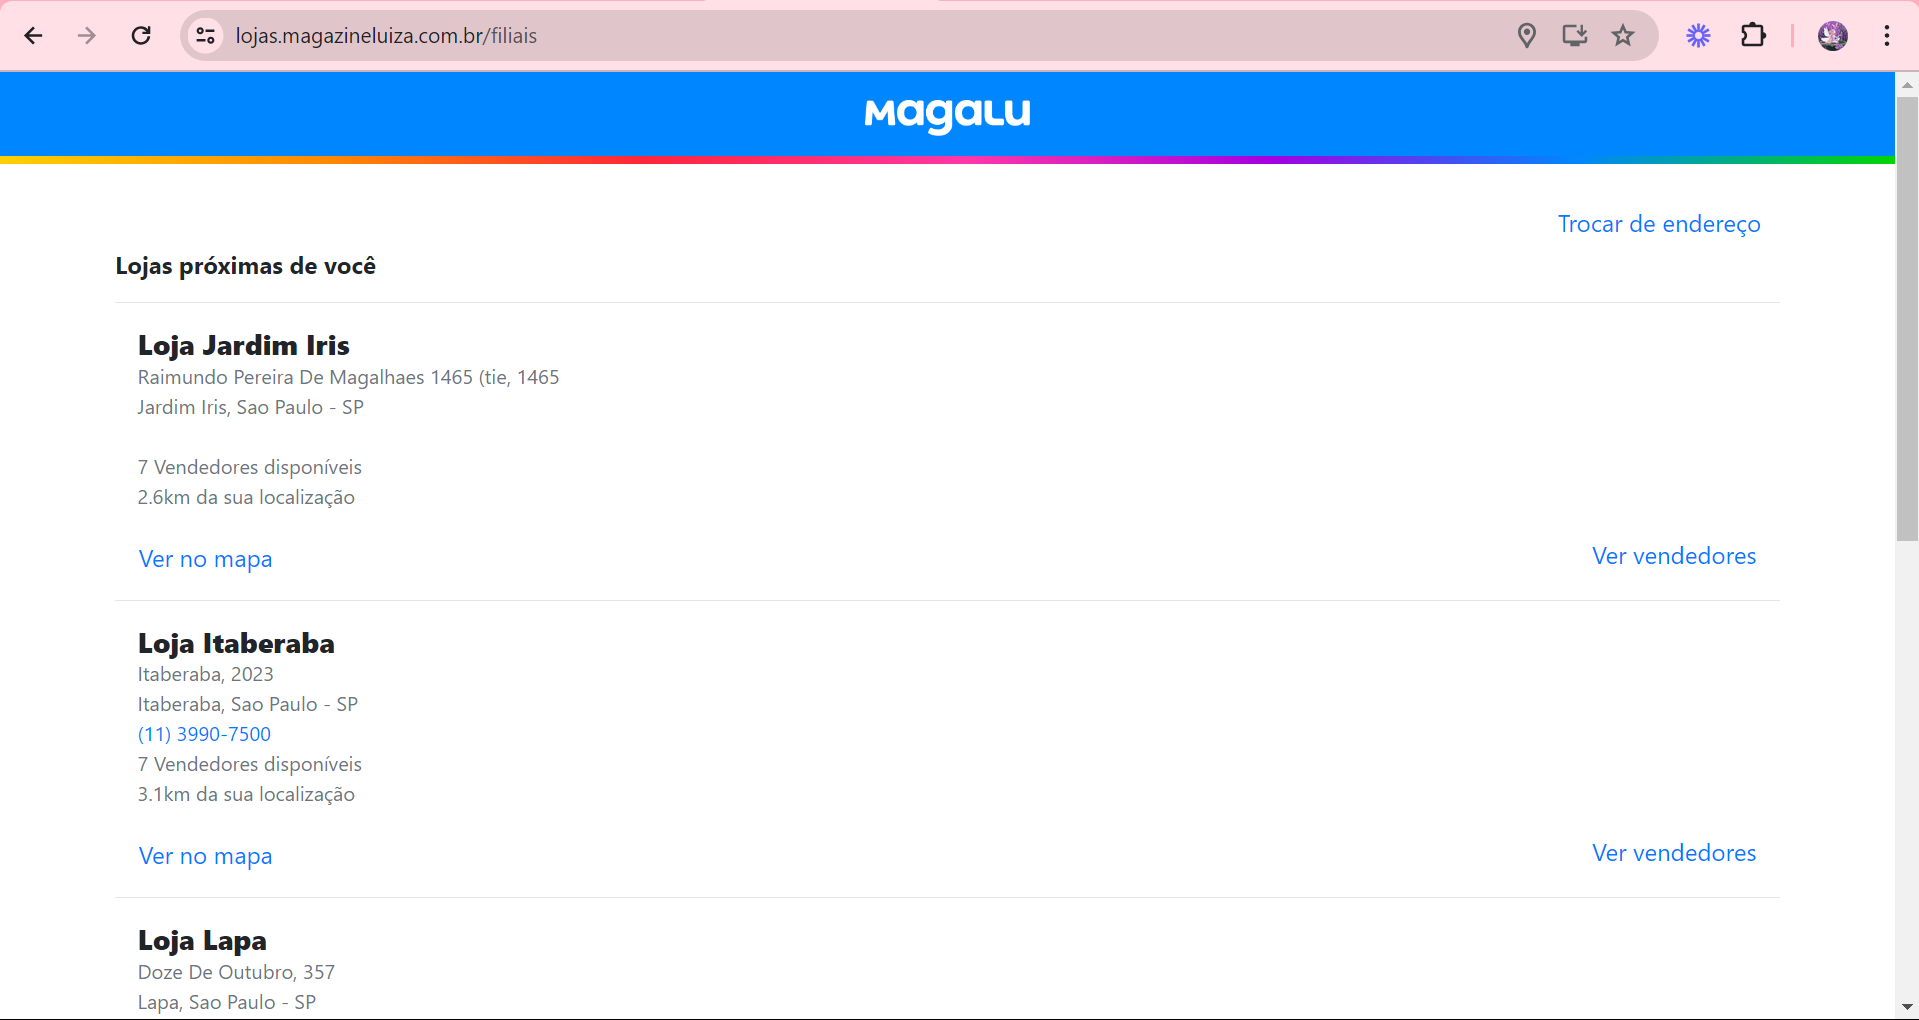 lojas.magazineluiza.com.br/filiais
Magalu
Trocar de endereço
Lojas próximas de você
Loja Jardim Iris
Raimundo Pereira De Magalhaes 1465 (tie, 1465
Jardim Iris, Sao Paulo - SP
7 Vendedores disponíveis
2.6km da sua localização
Ver no mapa
Ver vendedores
Loja Itaberaba
Itaberaba, 2023
Itaberaba, Sao Paulo - SP
(11) 3990-7500
7 Vendedores disponíveis
3.1km da sua localização
Ver no mapa
Ver vendedores
Loja Lapa
Doze De Outubro, 357
Lapa, Sao Paulo - SP